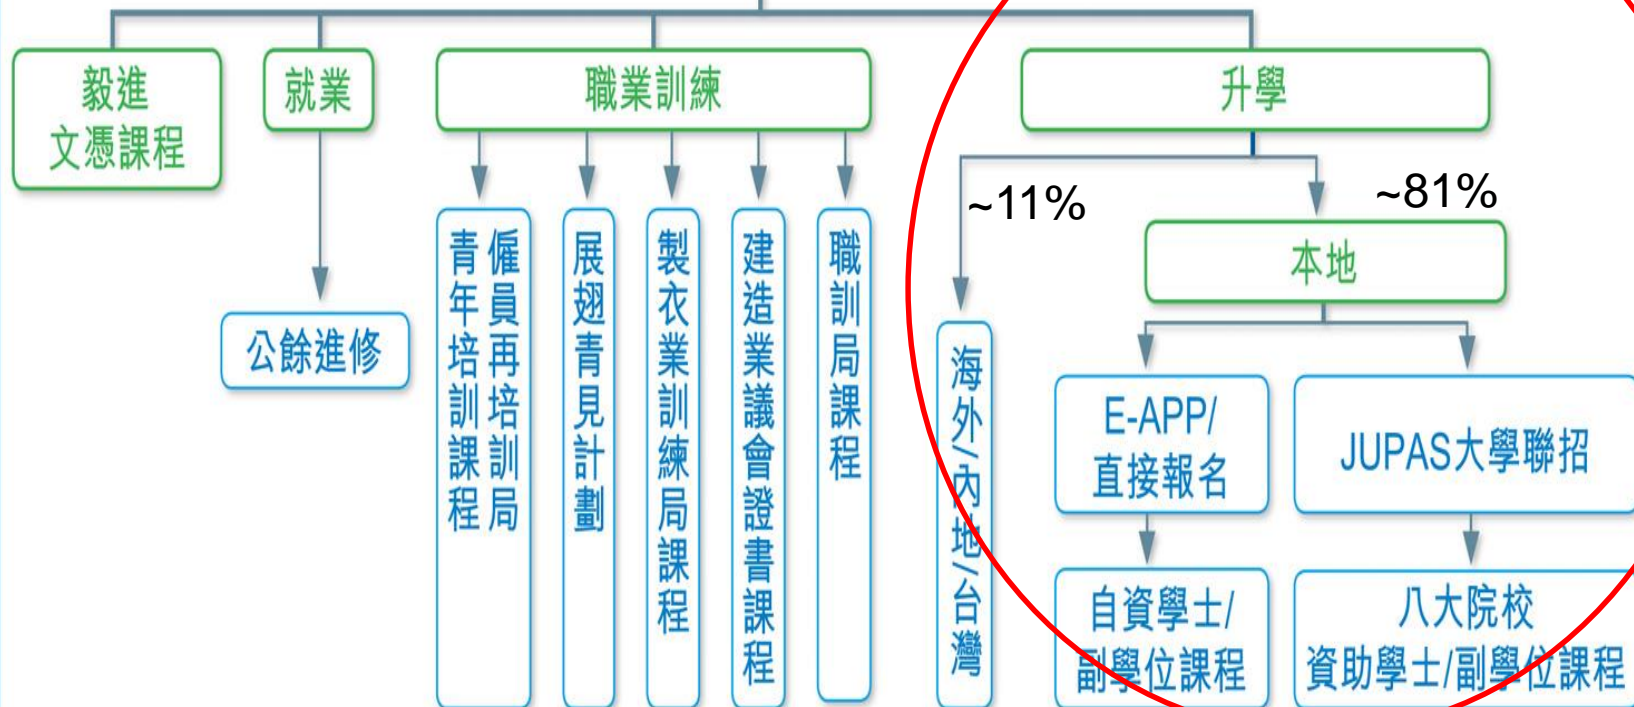 毅進
文憑課程
就業
職業訓練
升學
~11%
~81%
本地
公餘進修
僱員再培訓局
青年培訓課程
展翅青見計劃
製衣業訓練局課程
建造業議會證書課程
職訓局課程
海外/內地/台灣
E-APP/
直接報名
JUPAS大學聯招
自資學士/
副學位課程
八大院校
資助學士/副學位課程